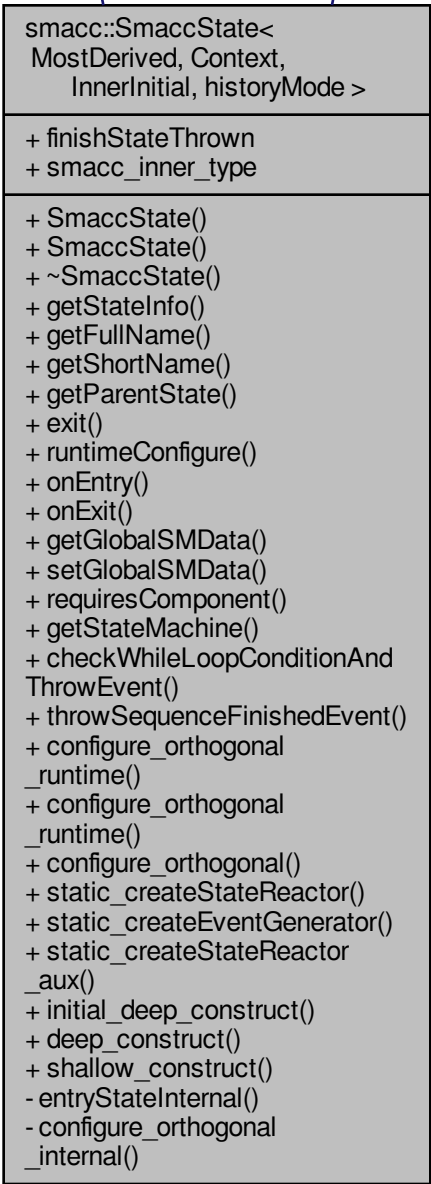 smacc::SmaccState<
MostDerived, Context,
InnerInitial, historyMode >
+ finishStateThrown
+ smacc_inner_type
+ SmaccState()
+ SmaccState()
+ ~SmaccState()
+ getStateInfo()
+ getFullName()
+ getShortName()
+ getParentState()
+ exit()
+ runtimeConfigure()
+ onEntry()
+ onExit()
+ getGlobalSMData()
+ setGlobalSMData()
+ requiresComponent()
+ getStateMachine()
+ checkWhileLoopConditionAnd
ThrowEvent()
+ throwSequenceFinishedEvent()
+ configure_orthogonal
_runtime()
+ configure_orthogonal
_runtime()
+ configure_orthogonal()
+ static_createStateReactor()
+ static_createEventGenerator()
+ static_createStateReactor
_aux()
+ initial_deep_construct()
+ deep_construct()
+ shallow_construct()
- entryStateInternal()
- configure_orthogonal
_internal()